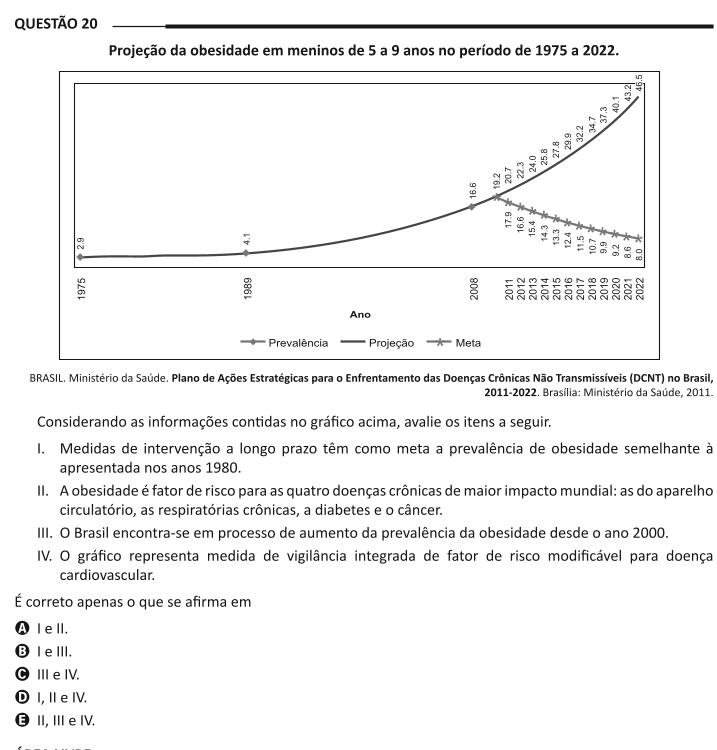 QUESTÃO 20
Projeção da obesidade em meninos de 5 a 9 anos no período de 1975 a 2022.
2.9
4.1
16.6
19.2
20.7
22.3
24.0
25.8
27.8
29.9
32.2
34.7
37.3
40.1
43.2
46.5
17.9
16.6
15.4
14.3
13.3
12.4
11.5
10.7
9.9
9.2
8.6
8.0
1975
1989
2008
2011
2012
2013
2014
2015
2016
2017
2018
2019
2020
2021
2022
Ano
Prevalência Projeção Meta
BRASIL. Ministério da Saúde. Plano de Ações Estratégicas para o Enfrentamento das Doenças Crônicas Não Transmissíveis (DCNT) no Brasil,
2011-2022. Brasília: Ministério da Saúde, 2011.
Considerando as informações contidas no gráfico acima, avalie os itens a seguir.
I. Medidas de intervenção a longo prazo têm como meta a prevalência de obesidade semelhante à
apresentada nos anos 1980.
II. A obesidade é fator de risco para as quatro doenças crônicas de maior impacto mundial: as do aparelho
circulatório, as respiratórias crônicas, a diabetes e o câncer.
III. O Brasil encontra-se em processo de aumento da prevalência da obesidade desde o ano 2000.
IV. O gráfico representa medida de vigilância integrada de fator de risco modificável para doença
cardiovascular.
É correto apenas o que se afirma em
A I e II.
B I e III.
C III e IV.
D I, II e IV.
E II, III e IV.